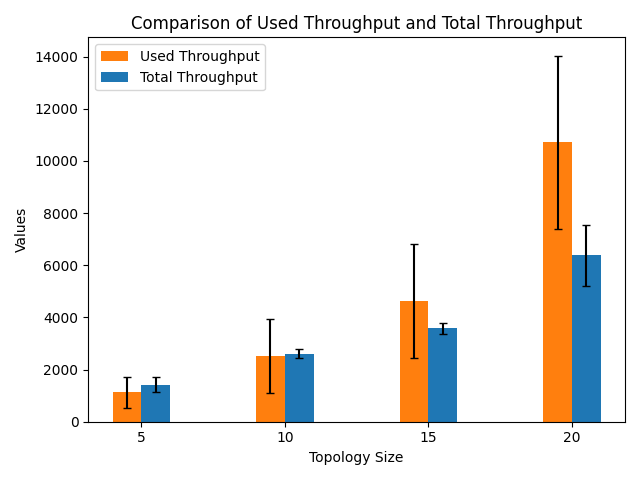 Comparison of Used Throughput and Total Throughput
Used Throughput
Total Throughput
14000
12000
10000
8000
6000
4000
2000
0
Values
5 10 15 20
Topology Size